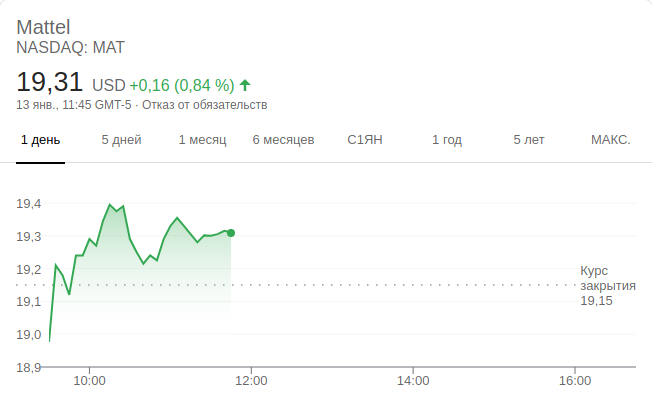 Mattel
NASDAQ: MAT
19,31 USD +0,16 (0,84 %)
13 янв., 11:45 GMT-5 · Отказ от обязательств
1 день 5 дней 1 месяц 6 месяцев С1ЯН 1 год 5 лет МАКС.
19,4
19,3
19,2
19,1
19,0
18,9
Курс
закрытия
19,15
10:00 12:00 14:00 16:00